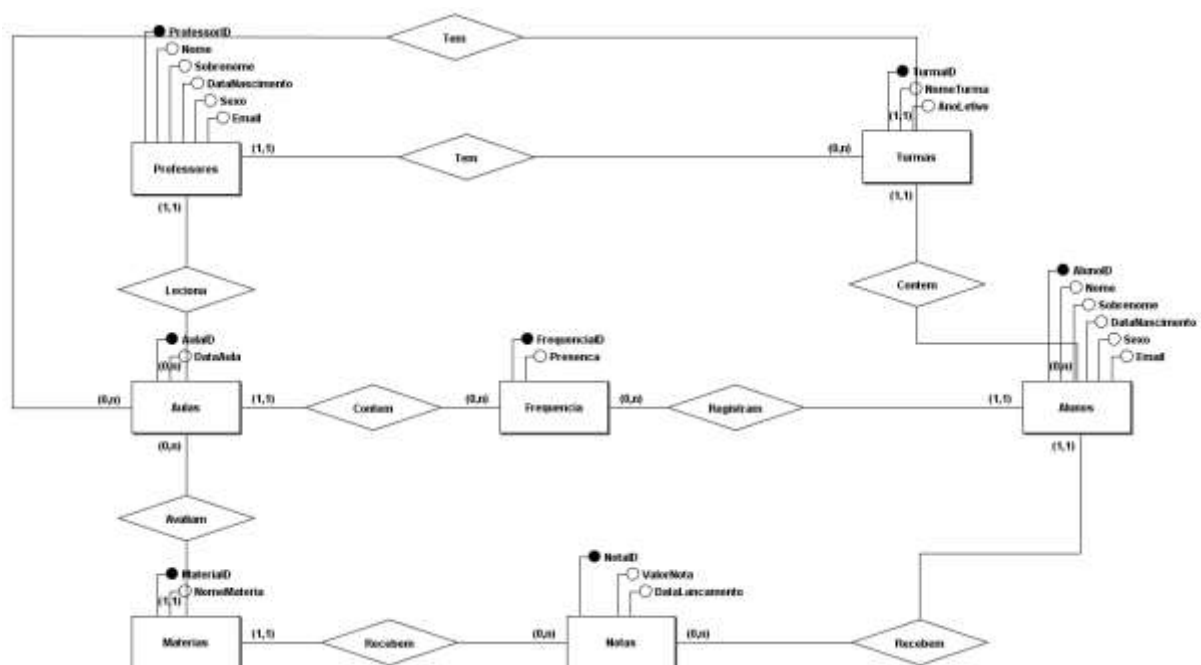 ProfessorID
Nome
Sobrenome
DataNascimento
Sexo
Email
Tem
TurmaID
NomeTurma
AnoLetivo
(1,1)
Professores
(1,1)
Tem
(0,n)
Turmas
(1,1)
(1,1)
Leciona
Contem
AlunoID
Nome
Sobrenome
DataNascimento
Sexo
Email
(0,n)
AulaID
DataAula
(0,n)
FrequenciaID
Presenca
(0,n)
Aulas
(1,1)
Contem
(0,n)
Frequencia
(0,n)
Registram
(1,1)
Alunos
(0,n)
(1,1)
Avaliam
MateriaID
NomeMateria
(1,1)
NotaID
ValorNota
DataLancamento
Materias
(1,1)
Recebem
(0,n)
Notas
(0,n)
Recebem